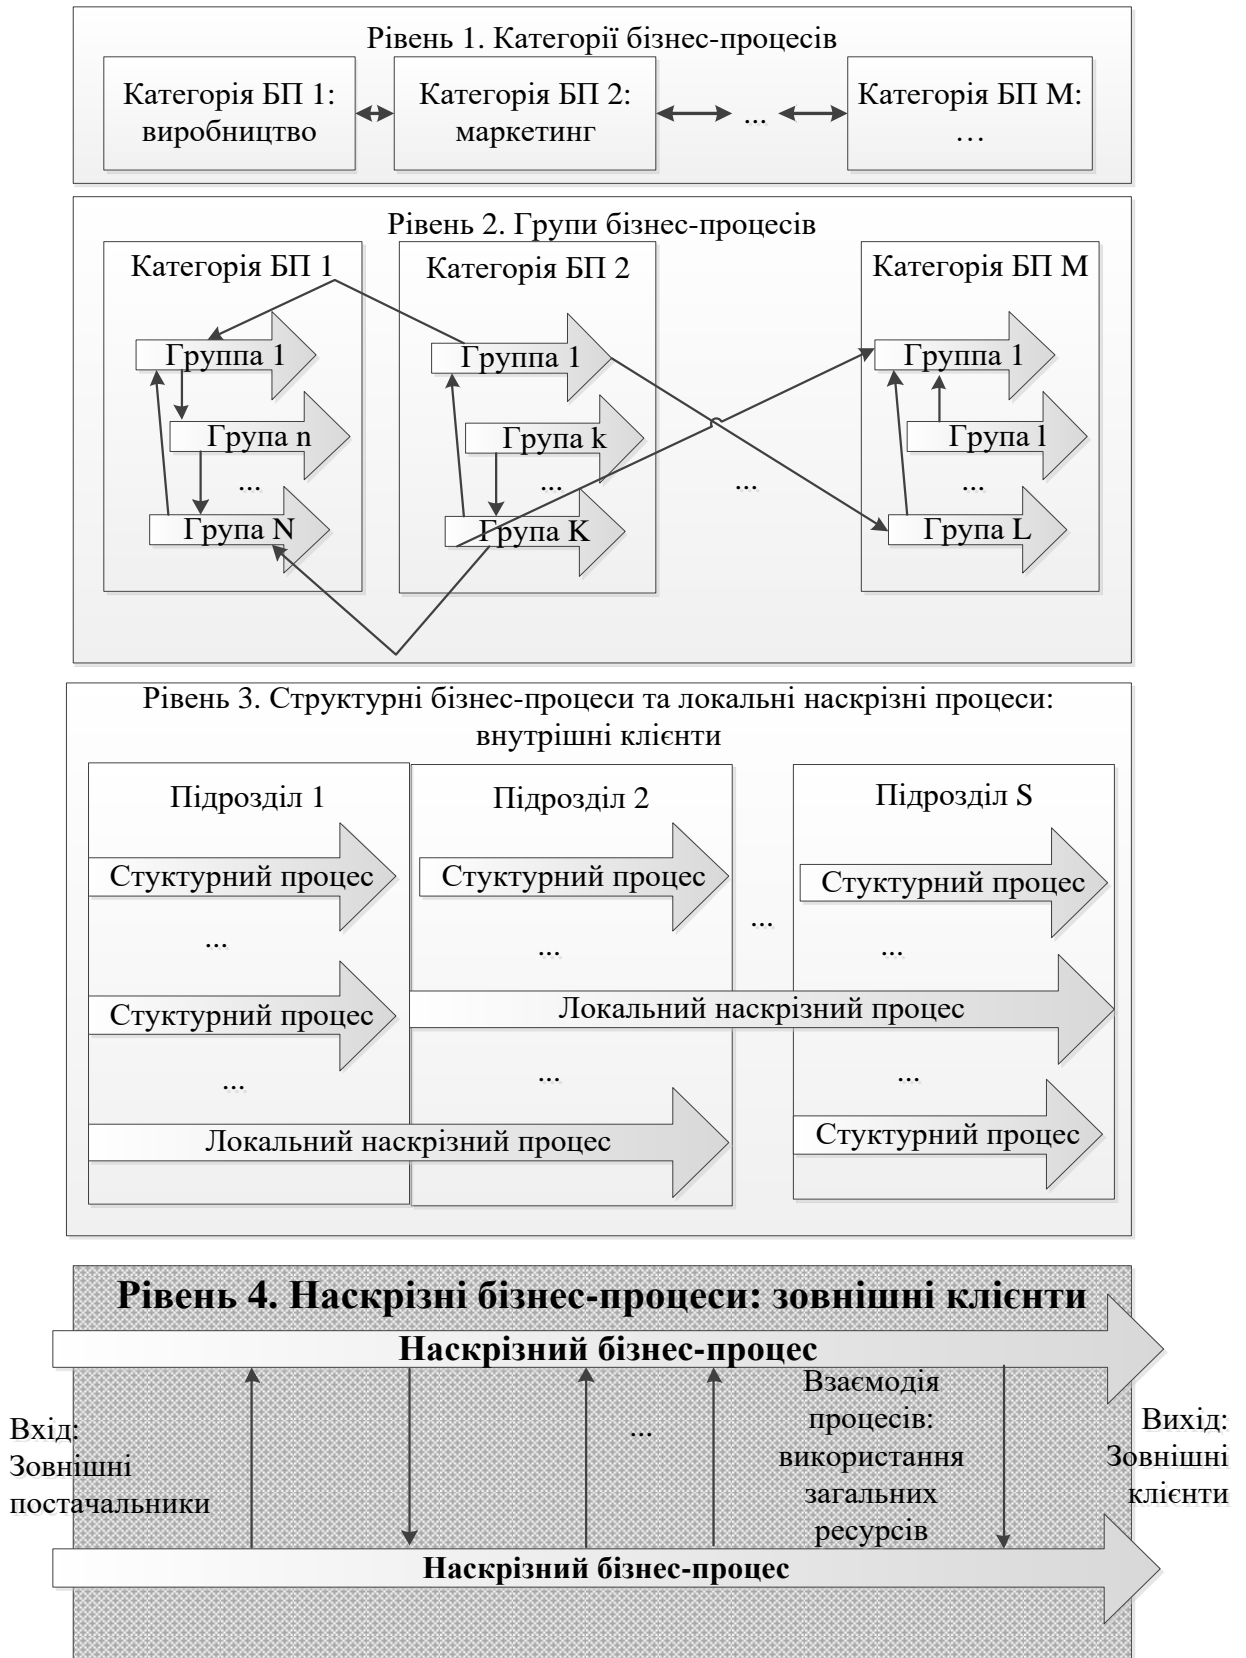 Рівень 1. Категорії бізнес-процесів
Категорія БП 1:
виробництво
Категорія БП 2:
маркетинг
...
Категорія БП М:
…
Рівень 2. Групи бізнес-процесів
Категорія БП 1
Группа 1
Група n
...
Група N
Категорія БП 2
Группа 1
Група k
...
Група K
...
Категорія БП М
Группа 1
Група l
...
Група L
Рівень 3. Структурні бізнес-процеси та локальні наскрізні процеси:
внутрішні клієнти
Підрозділ 1
Підрозділ 2
Підрозділ S
Стуктурний процес
Стуктурний процес
Стуктурний процес
...
...
...
...
Стуктурний процес
Локальний наскрізний процес
...
...
...
Локальний наскрізний процес
Стуктурний процес
Рівень 4. Наскрізні бізнес-процеси: зовнішні клієнти
Наскрізний бізнес-процес
Вхід:
Зовнішні
постачальники
...
Взаємодія
процесів:
використання
загальних
ресурсів
Вихід:
Зовнішні
клієнти
Наскрізний бізнес-процес